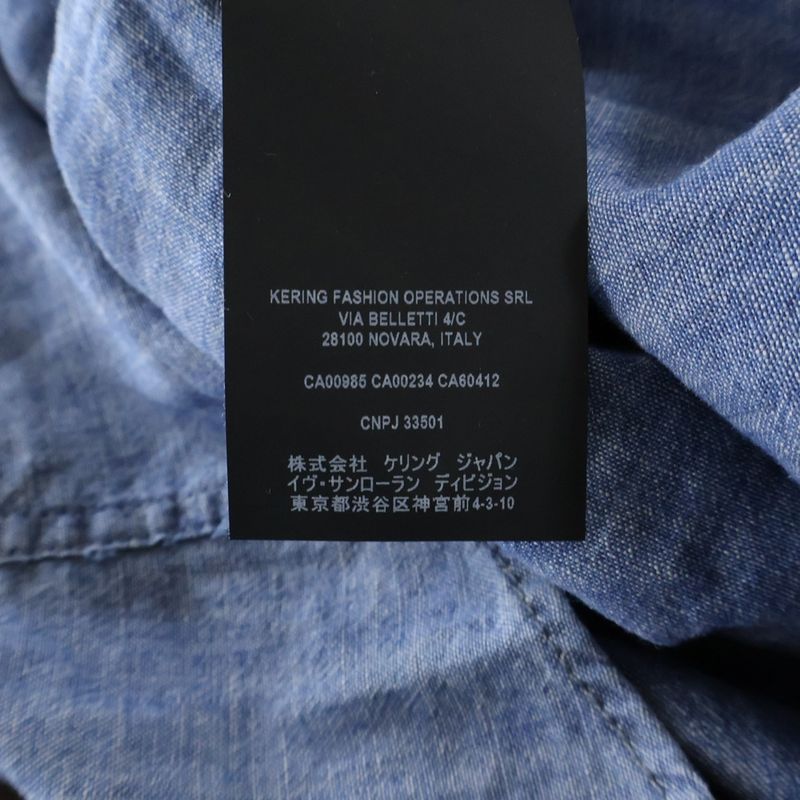 KERING FASHION OPERATIONS SRL
VIA BELLETTI 4/C
28100 NOVARA, ITALY
CA00985 CA00234 CA60412
CNPJ 33501
株式会社 ケリング ジャパン
イヴ・サンローラン ディビジョン
東京都渋谷区神宮前4-3-10